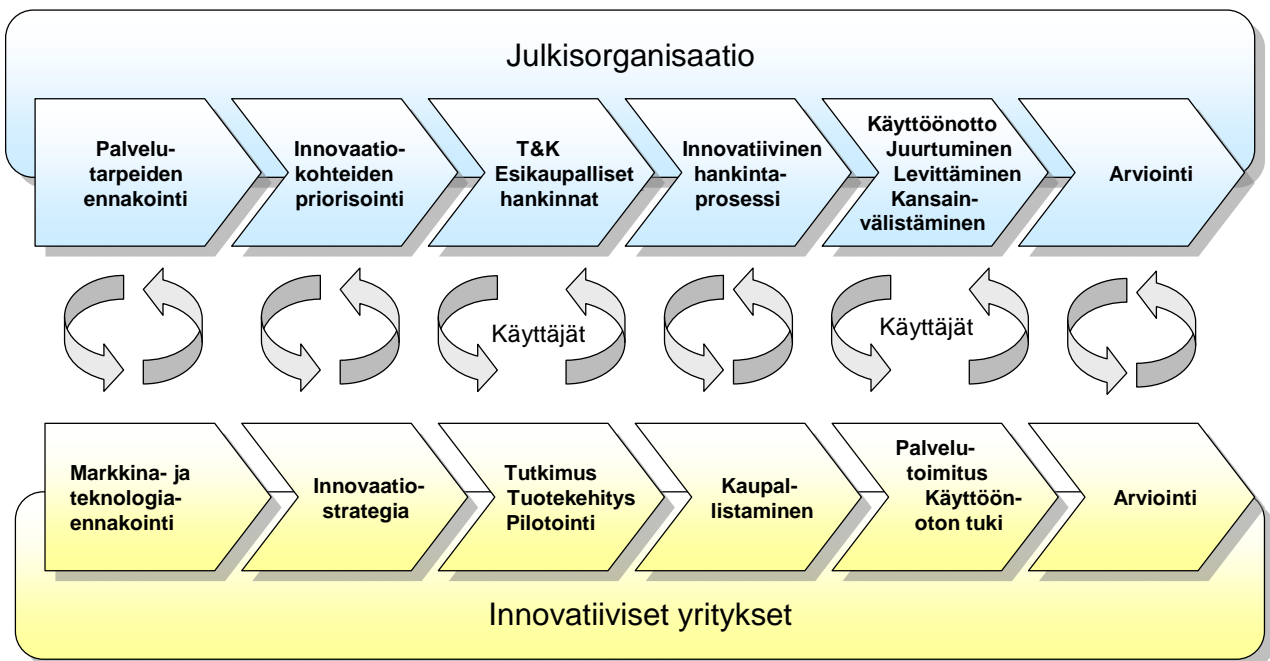 Julkisorganisaatio
Palvelu-
tarpeiden
ennakointi
Innovaatio-
kohteiden
priorisointi
T&K
Esikaupalliset
hankinnat
Innovatiivinen
hankinta-
prosessi
Käyttöönotto
Juurtuminen
Levittäminen
Kansain-
välistäminen
Arviointi
Käyttäjät
Käyttäjät
Markkina- ja
teknologia-
ennakointi
Innovaatio-
strategia
Tutkimus
Tuotekehitys
Pilotointi
Kaupal-
listaminen
Palvelu-
toimitus
Käyttöön-
oton tuki
Arviointi
Innovatiiviset yritykset